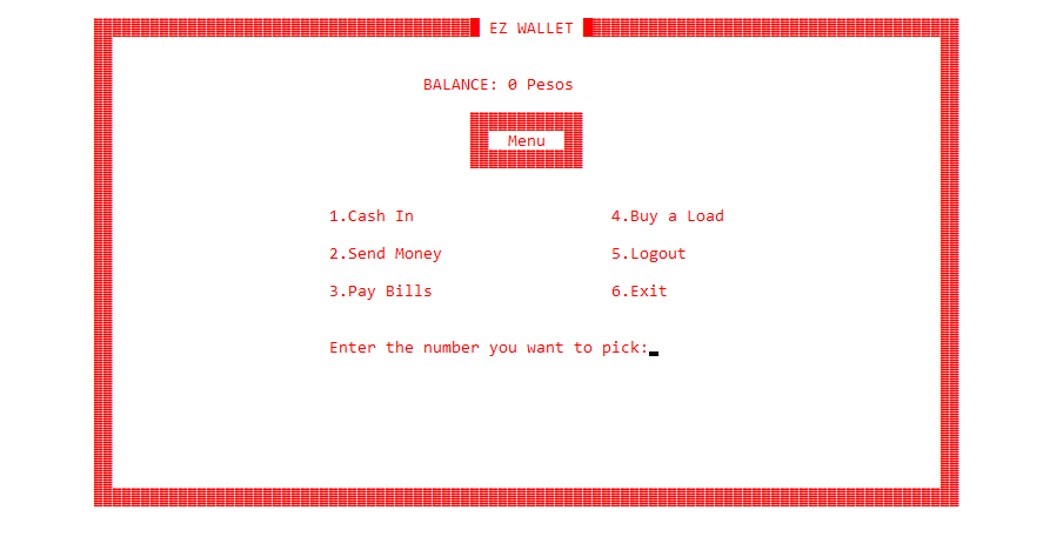 EZ WALLET
BALANCE: 0 Pesos
Menu
1.Cash In 4.Buy a Load
2.Send Money 5.Logout
3.Pay Bills 6.Exit
Enter the number you want to pick: